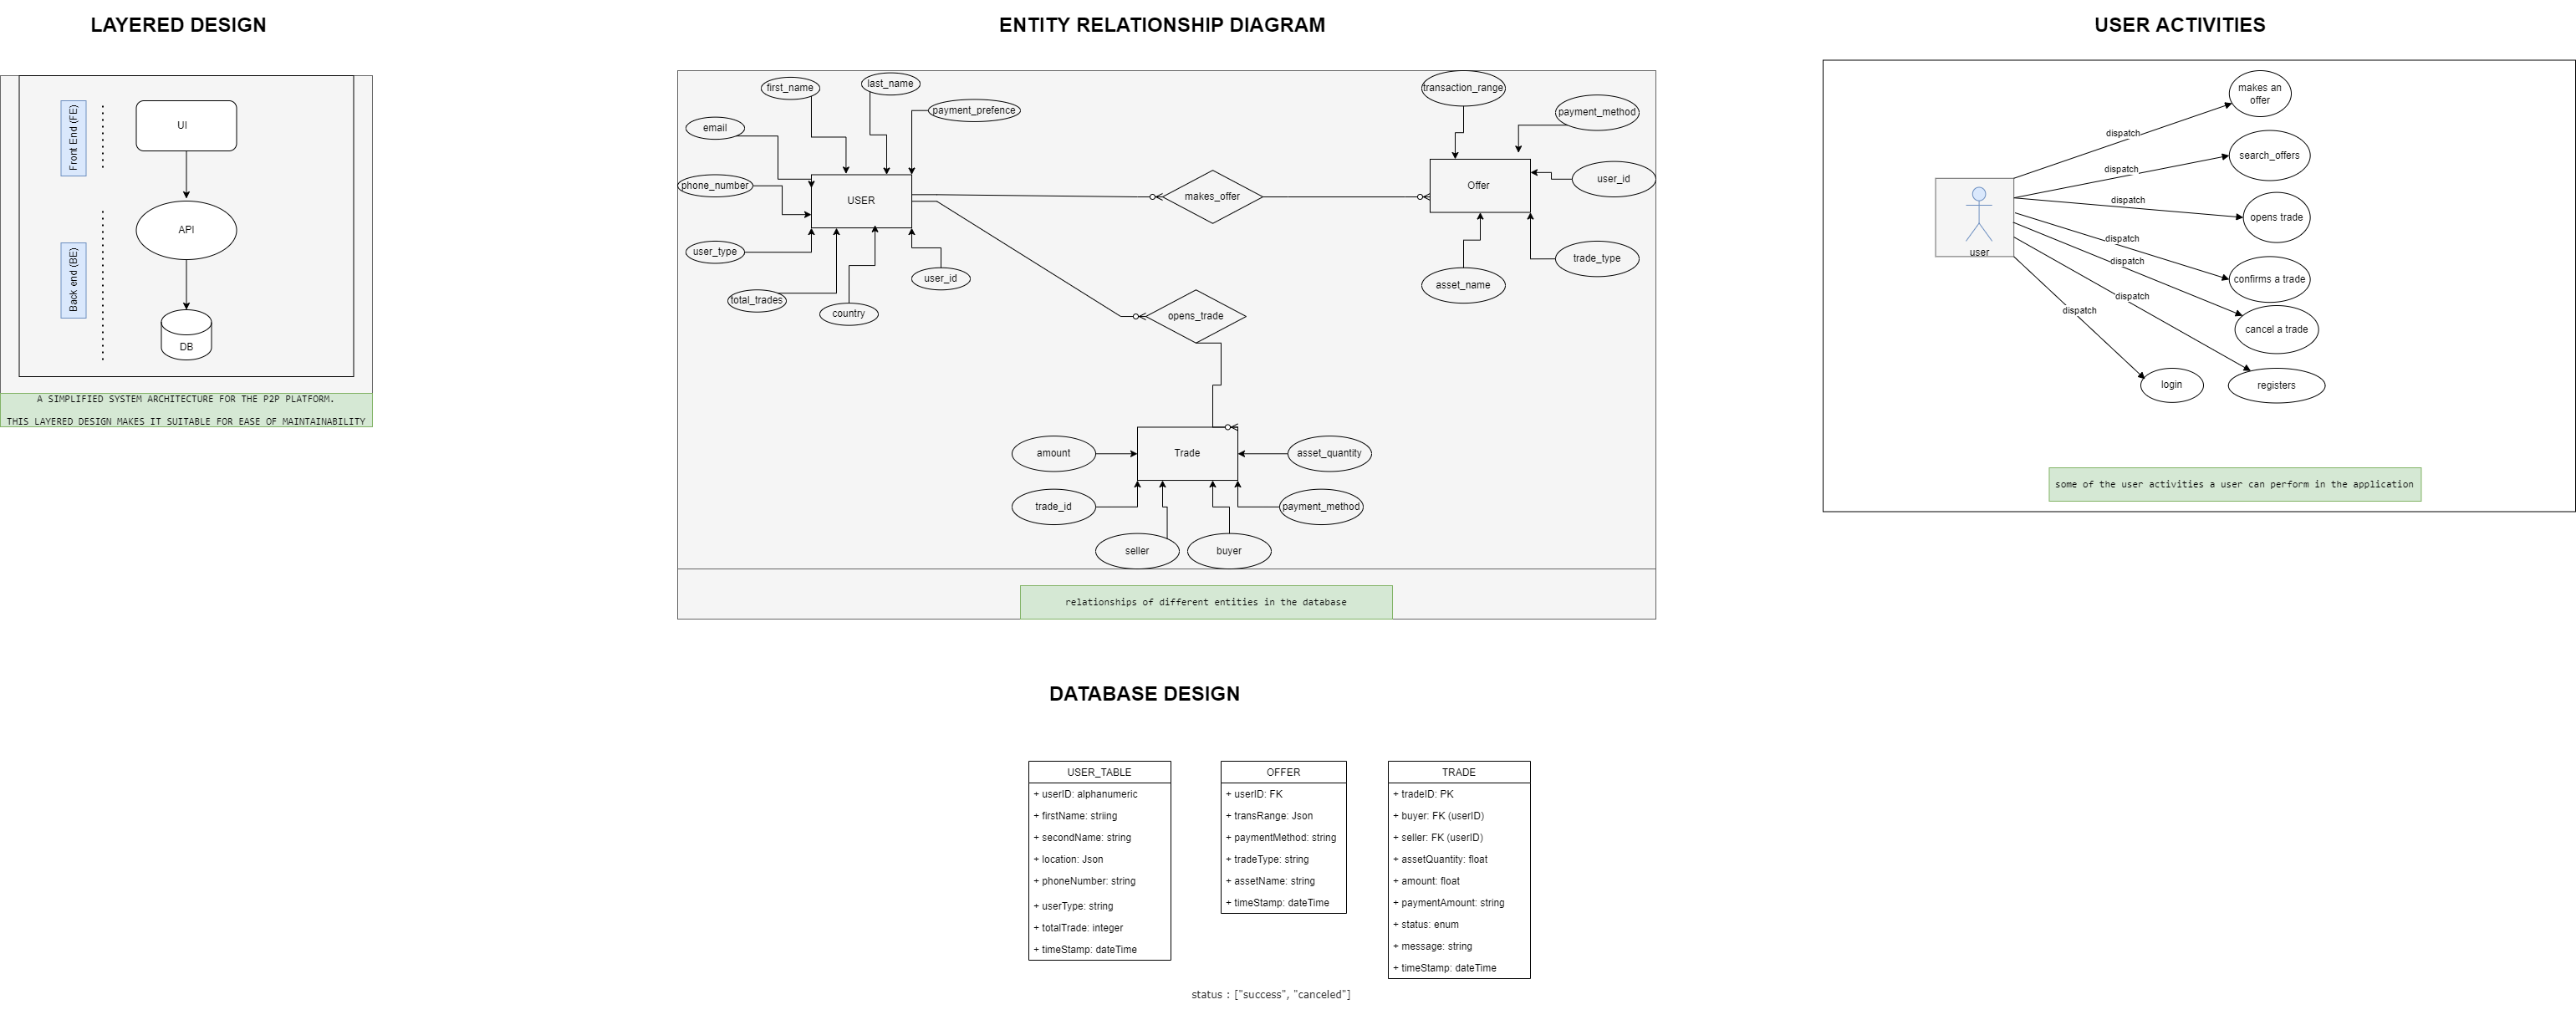 LAYERED DESIGN
Front End (FE)
UI
API
Back end (BE)
DB
A SIMPLIFIED SYSTEM ARCHITECTURE FOR THE P2P PLATFORM.
THIS LAYERED DESIGN MAKES IT SUITABLE FOR EASE OF MAINTAINABILITY
ENTITY RELATIONSHIP DIAGRAM
first_name
last_name
payment_prefence
email
phone_number
USER
user_type
total_trades
country
user_id
makes_offer
opens_trade
transaction_range
payment_method
Offer
user_id
asset_name
trade_type
amount
Trade
asset_quantity
trade_id
payment_method
seller
buyer
relationships of different entities in the database
USER ACTIVITIES
user
dispatch
makes an
offer
dispatch
search_offers
dispatch
opens trade
dispatch
confirms a trade
dispatch
cancel a trade
dispatch
registers
dispatch
login
some of the user activities a user can perform in the application
DATABASE DESIGN
USER_TABLE
+ userID: alphanumeric
+ firstName: striing
+ secondName: string
+ location: Json
+ phoneNumber: string
+ userType: string
+ totalTrade: integer
+ timeStamp: dateTime
OFFER
+ userID: FK
+ transRange: Json
+ paymentMethod: string
+ tradeType: string
+ assetName: string
+ timeStamp: dateTime
TRADE
+ tradeID: PK
+ buyer: FK (userID)
+ seller: FK (userID)
+ assetQuantity: float
+ amount: float
+ paymentAmount: string
+ status: enum
+ message: string
+ timeStamp: dateTime
status : ["success", "canceled"]